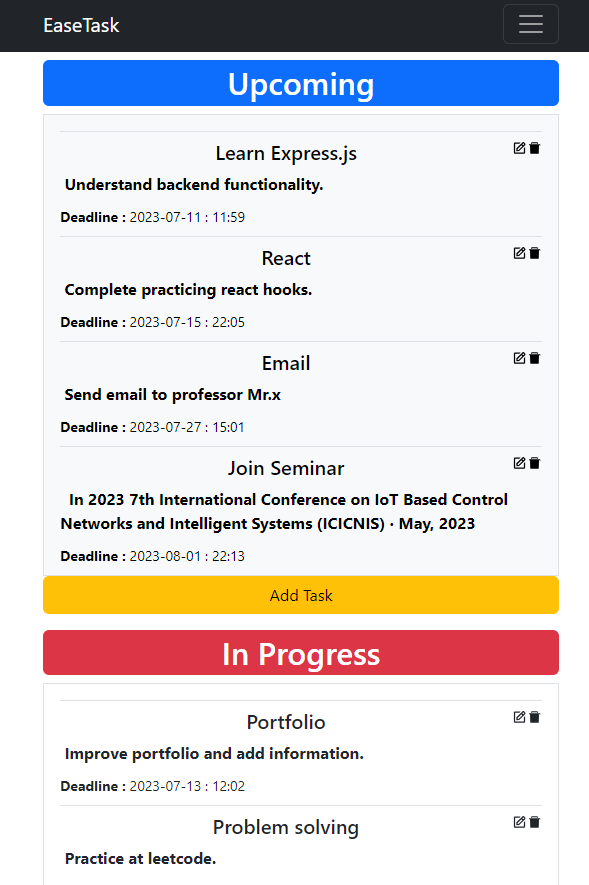 EaseTask
Upcoming
Learn Express.js
Understand backend functionality.
Deadline : 2023-07-11 : 11:59
React
Complete practicing react hooks.
Deadline : 2023-07-15 : 22:05
Email
Send email to professor Mr.x
Deadline : 2023-07-27 : 15:01
Join Seminar
In 2023 7th International Conference on IoT Based Control
Networks and Intelligent Systems (ICICNIS) · May, 2023
Deadline : 2023-08-01 : 22:13
Add Task
In Progress
Portfolio
Improve portfolio and add information.
Deadline : 2023-07-13 : 12:02
Problem solving
Practice at leetcode.